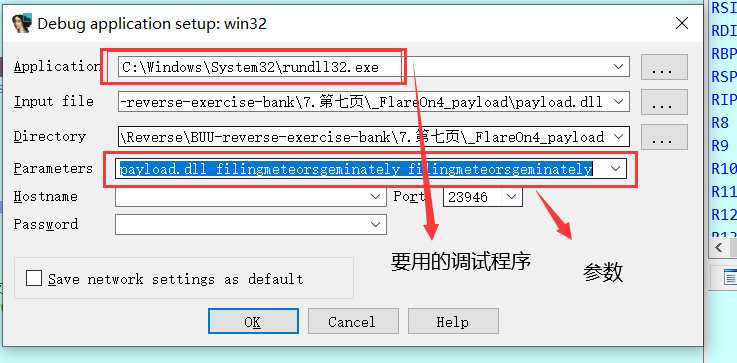 Debug application setup: win32
Application C:\Windows\System32\rundll32.exe ...
Input file -reverse-exercise-bank\7.第七页\_FlareOn4_payload\payload.dll ...
Directory \Reverse\BUU-reverse-exercise-bank\7.第七页\_FlareOn4_payload ...
Parameters payload.dll filingmeteorsgeminately filingmeteorsgeminately
Hostname Port 23946
Password
要用的调试程序
参数
Save network settings as default
OK Cancel Help
RSI
RDI
RBP
RSP
RIP
R8
R9
R10
R11
R12